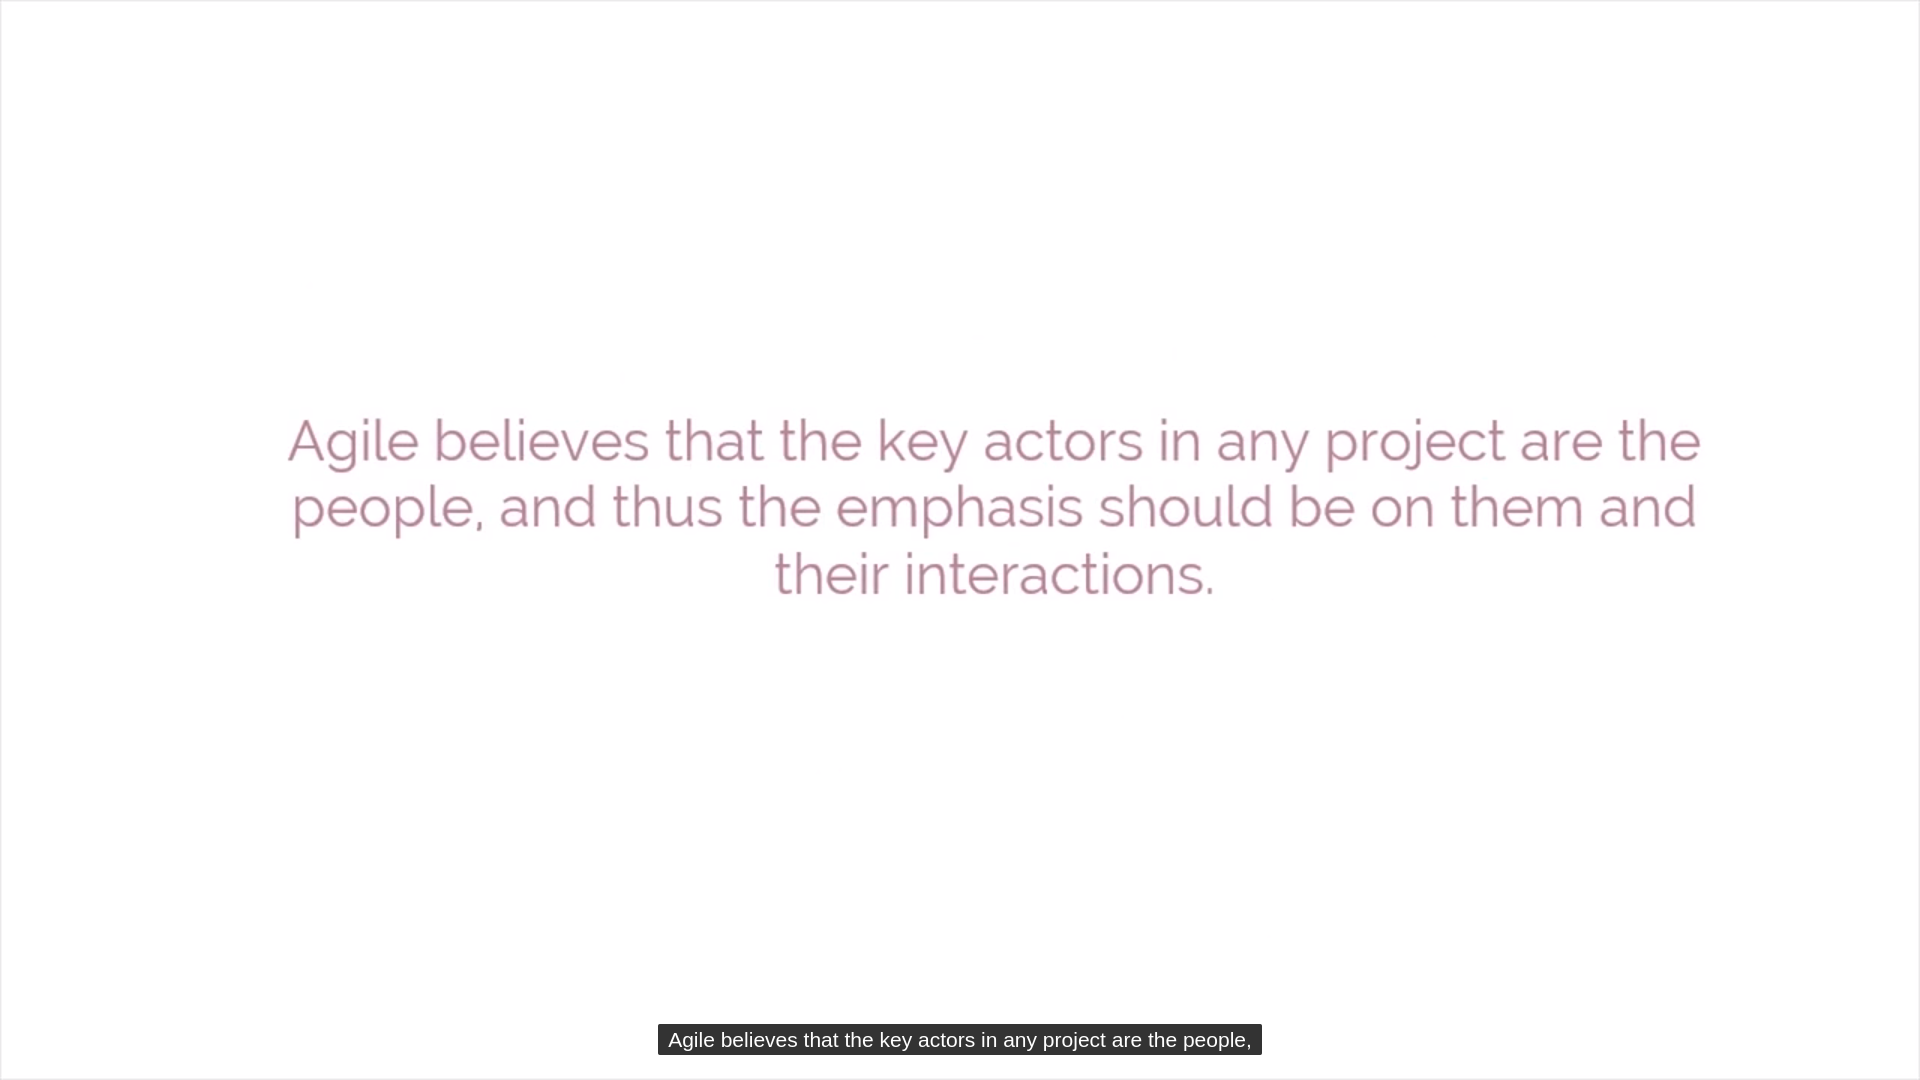 Agile believes that the key actors in any project are the
people, and thus the emphasis should be on them and
their interactions.
Agile believes that the key actors in any project are the people,